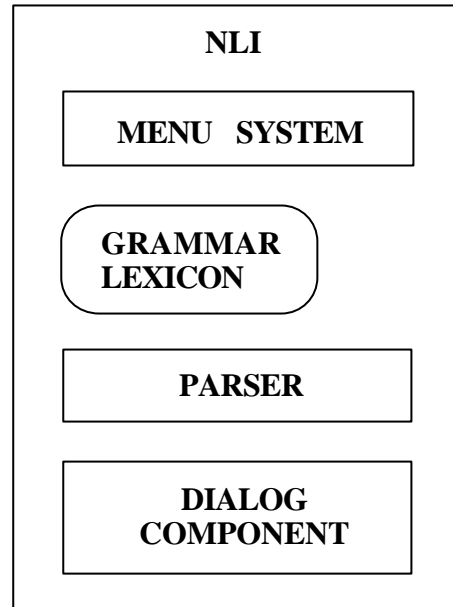 NLI
MENU SYSTEM
GRAMMAR
LEXICON
PARSER
DIALOG
COMPONENT